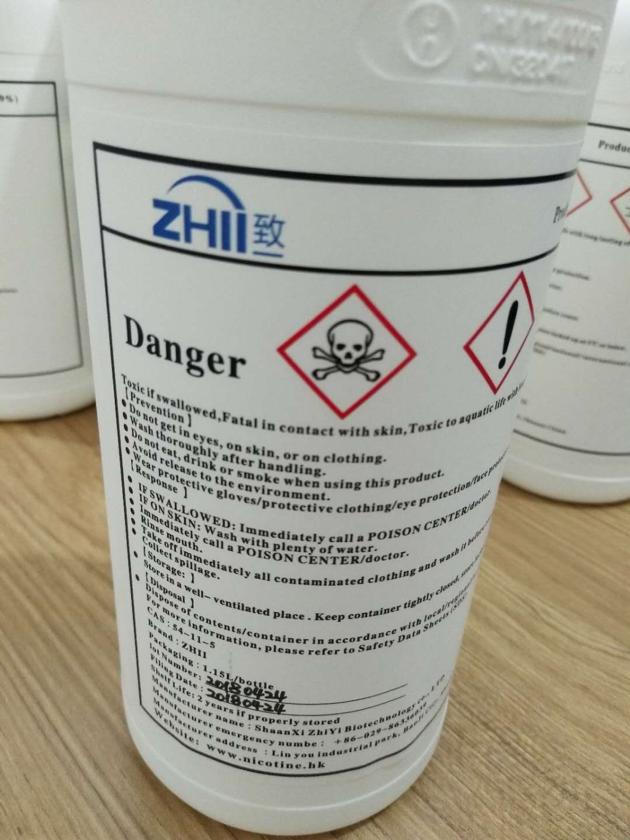 ZHII致
Danger
Toxic if swallowed,Fatal in contact with skin,Toxic to aquatic life with
[Prevention]
Do not get in eyes, on skin, or on clothing.
Wash thoroughly after handling.
Do not eat, drink or smoke when using this product.
Avoid release to the environment.
Wear protective gloves/protective clothing/eye protection/face
[Response]
IF SWALLOWED: Immediately call a POISON CENTER/doctor.
IF ON SKIN: Wash with plenty of water.
Immediately call a POISON CENTER/doctor.
Rinse mouth.
Take off immediately all contaminated clothing and wash it before
Collect spillage.
[Storage:]
Store in a well- ventilated place. Keep container tightly closed,
[Disposal]
Dispose of contents/container in accordance with local/regional
For more information, please refer to Safety Data Sheets
CAS: 54-11-5
Brand: ZHII
Packaging: 1.15L/bottle
Lot Number: 20180424
Filing Date: 20180424
Shelf Life: 2 years if properly stored
Manufacturer name: ShaanXi ZhiYi Biotechnology
Manufacturer emergency numbe: +86-029-
Manufacturer address: Lin you industrial park,
Website: www.nicotine.hk